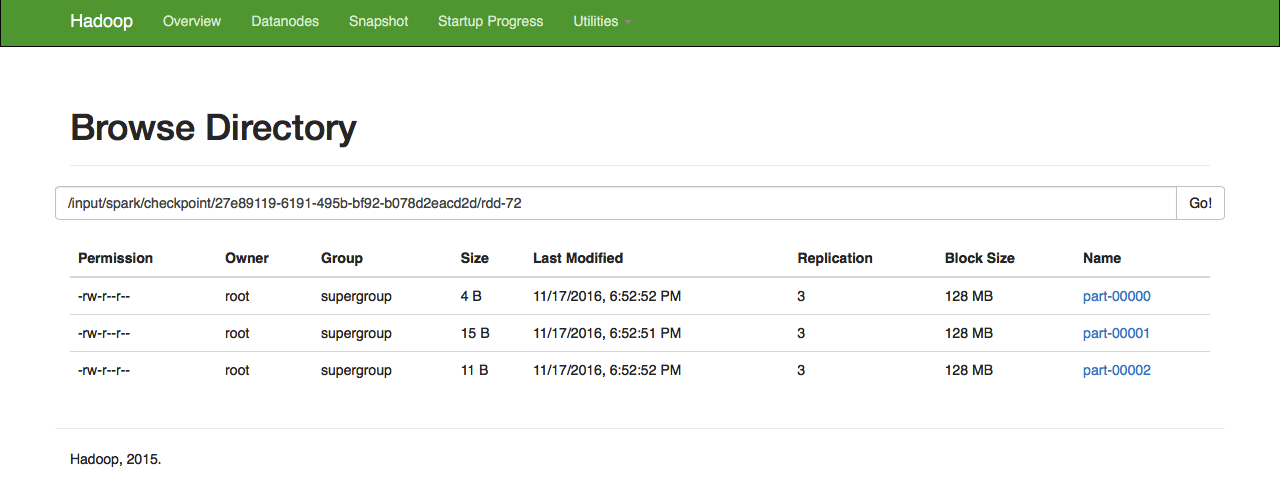 Hadoop Overview Datanodes Snapshot Startup Progress Utilities
Browse Directory
/input/spark/checkpoint/27e89119-6191-495b-bf92-b078d2eacd2d/rdd-72 Go!
Permission Owner Group Size Last Modified Replication Block Size Name
-rw-r--r-- root supergroup 4 B 11/17/2016, 6:52:52 PM 3 128 MB part-00000
-rw-r--r-- root supergroup 15 B 11/17/2016, 6:52:51 PM 3 128 MB part-00001
-rw-r--r-- root supergroup 11 B 11/17/2016, 6:52:52 PM 3 128 MB part-00002
Hadoop, 2015.